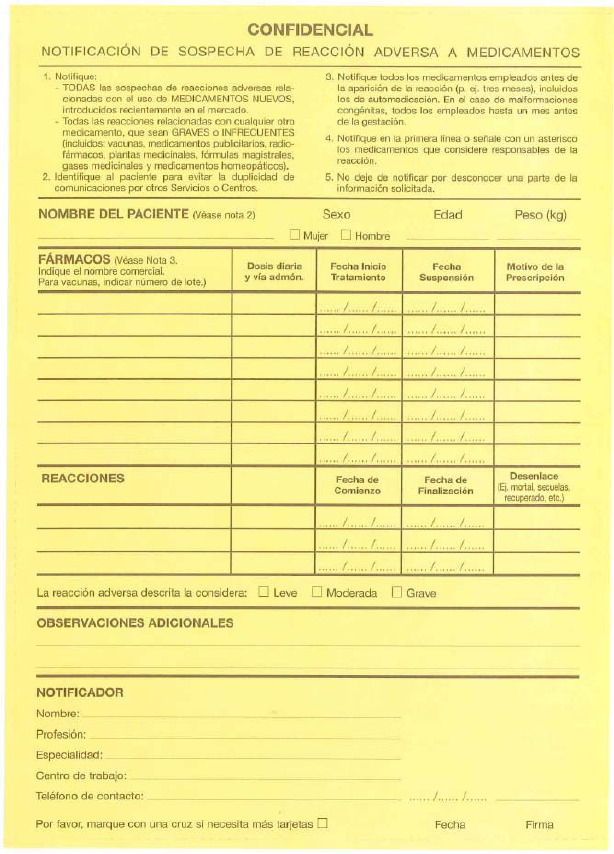 CONFIDENCIAL
NOTIFICACIÓN DE SOSPECHA DE REACCIÓN ADVERSA A MEDICAMENTOS
1. Notifique:
- TODAS las sospechas de reacciones adversas rela-
cionadas con el uso de MEDICAMENTOS NUEVOS,
introducidos recientemente en el mercado.
- Todas las reacciones relacionadas con cualquier otro
medicamento, que sean GRAVES o INFRECUENTES
(incluidos: vacunas, medicamentos publicitarios, radio-
fármacos, plantas medicinales, fórmulas magistrales,
gases medicinales y medicamentos homeopáticos).
2. Identifique al paciente para evitar la duplicidad de
comunicaciones por otros Servicios o Centros.
3. Notifique todos los medicamentos empleados antes de
la aparición de la reacción (p. ej. tres meses), incluidos
los de automedicación. En el caso de malformaciones
congénitas, todos los empleados hasta un mes antes
de la gestación.
4. Notifique en la primera línea o señale con un asterisco
los medicamentos que considere responsables de la
reacción.
5. No deje de notificar por desconocer una parte de la
información solicitada.
NOMBRE DEL PACIENTE (Véase nota 2) Sexo Edad Peso (kg)
☐ Mujer ☐ Hombre
FÁRMACOS (Véase Nota 3.
Indique el nombre comercial.
Para vacunas, indicar número de lote.)
Dosis diaria
y vía admón.
Fecha Inicio
Tratamiento
Fecha
Suspensión
Motivo de la
Prescripción
...... /...... /...... ...... /...... /......
...... /...... /...... ...... /...... /......
...... /...... /...... ...... /...... /......
...... /...... /...... ...... /...... /......
...... /...... /...... ...... /...... /......
...... /...... /...... ...... /...... /......
...... /...... /...... ...... /...... /......
...... /...... /...... ...... /...... /......
REACCIONES
Fecha de
Comienzo
Fecha de
Finalización
Desenlace
(Ej. mortal, secuelas,
recuperado, etc.)
...... /...... /...... ...... /...... /......
...... /...... /...... ...... /...... /......
...... /...... /...... ...... /...... /......
La reacción adversa descrita la considera: ☐ Leve ☐ Moderada ☐ Grave
OBSERVACIONES ADICIONALES
NOTIFICADOR
Nombre:
Profesión:
Especialidad:
Centro de trabajo:
Teléfono de contacto: ...... /...... /......
Por favor, marque con una cruz si necesita más tarjetas ☐ Fecha Firma